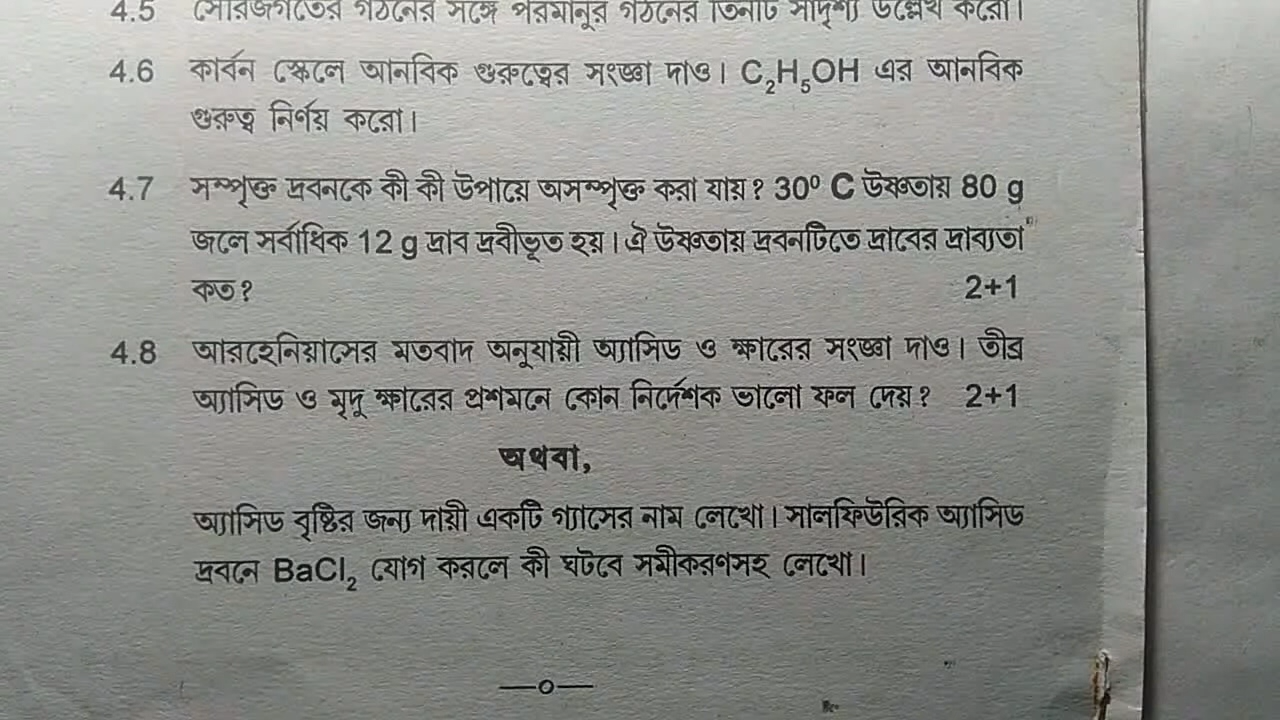 4.5 সৌরজগতের গঠনের সঙ্গে পরমানুর গঠনের তিনটি সাদৃশ্য উল্লেখ করো।
4.6 কার্বন স্কেলে আনবিক গুরুত্বের সংজ্ঞা দাও। C₂H₅OH এর আনবিক
গুরুত্ব নির্ণয় করো।
4.7 সম্পৃক্ত দ্রবনকে কী কী উপায়ে অসম্পৃক্ত করা যায়? 30⁰ C উষ্ণতায় 80 g
জলে সর্বাধিক 12 g দ্রাব দ্রবীভূত হয়। ঐ উষ্ণতায় দ্রবনটিতে দ্রাবের দ্রাব্যতা
কত? 2+1
4.8 আরহেনিয়াসের মতবাদ অনুযায়ী অ্যাসিড ও ক্ষারের সংজ্ঞা দাও। তীব্র
অ্যাসিড ও মৃদু ক্ষারের প্রশমনে কোন নির্দেশক ভালো ফল দেয়? 2+1
অথবা,
অ্যাসিড বৃষ্টির জন্য দায়ী একটি গ্যাসের নাম লেখো। সালফিউরিক অ্যাসিড
দ্রবনে BaCl₂ যোগ করলে কী ঘটবে সমীকরণসহ লেখো।
—o—